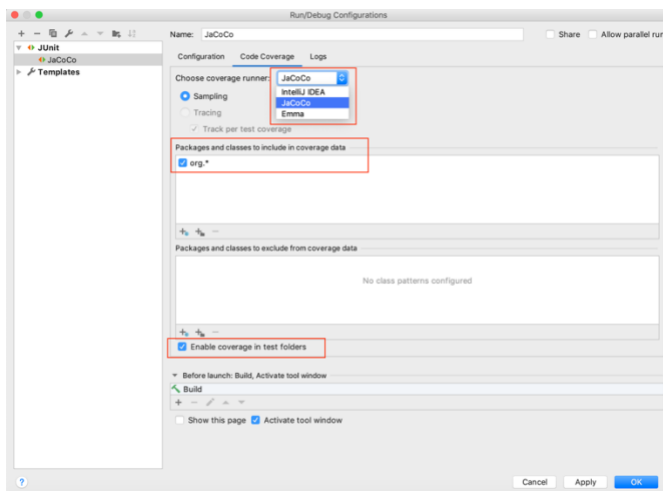 Run/Debug Configurations
Name: JaCoCo
Share
Allow parallel run
JUnit
JaCoCo
Templates
Configuration Code Coverage Logs
Choose coverage runner: JaCoCo
IntelliJ IDEA
JaCoCo
Emma
Sampling
Tracing
Track per test coverage
Packages and classes to include in coverage data
org.*
Packages and classes to exclude from coverage data
No class patterns configured
Enable coverage in test folders
Before launch: Build, Activate tool window
Build
Show this page Activate tool window
? Cancel Apply OK